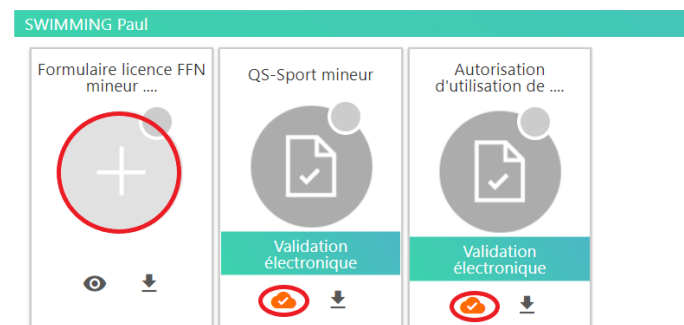 SWIMMING Paul
Formulaire licence FFN
mineur ....
QS-Sport mineur
Validation
électronique
Autorisation
d'utilisation de ....
Validation
électronique